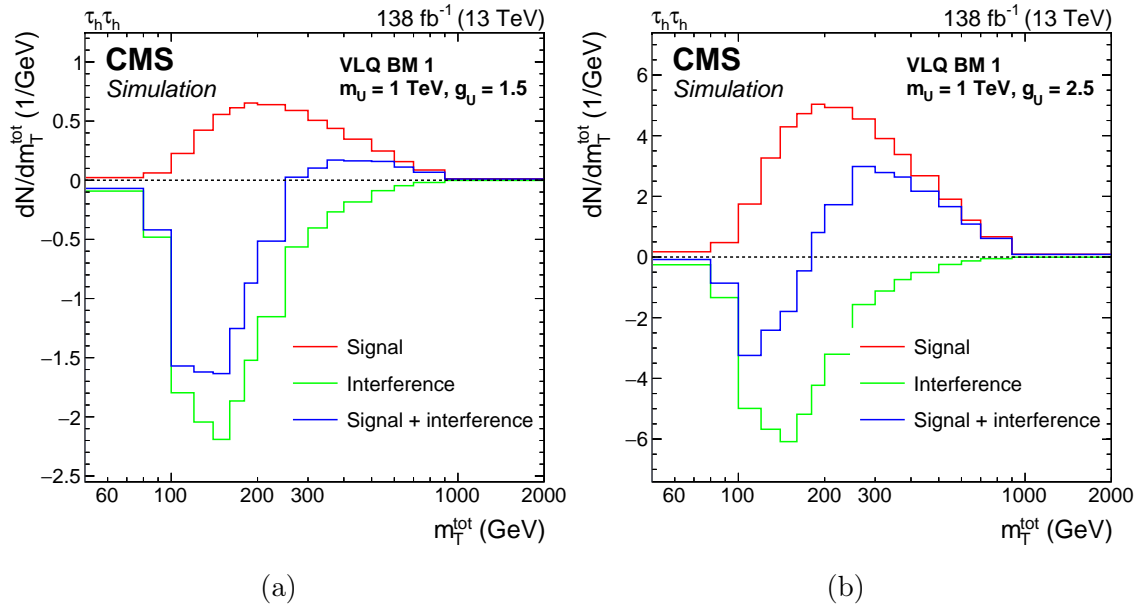 τhτh 138 fb⁻¹ (13 TeV)
CMS
Simulation
VLQ BM 1
mU = 1 TeV, gU = 1.5
dN/dmTtot (1/GeV)
1
0.5
0
−0.5
−1
−1.5
−2
−2.5
Signal
Interference
Signal + interference
60 100 200 300 1000 2000
mTtot (GeV)
(a)
τhτh 138 fb⁻¹ (13 TeV)
CMS
Simulation
VLQ BM 1
mU = 1 TeV, gU = 2.5
dN/dmTtot (1/GeV)
6
4
2
0
−2
−4
−6
Signal
Interference
Signal + interference
60 100 200 300 1000 2000
mTtot (GeV)
(b)